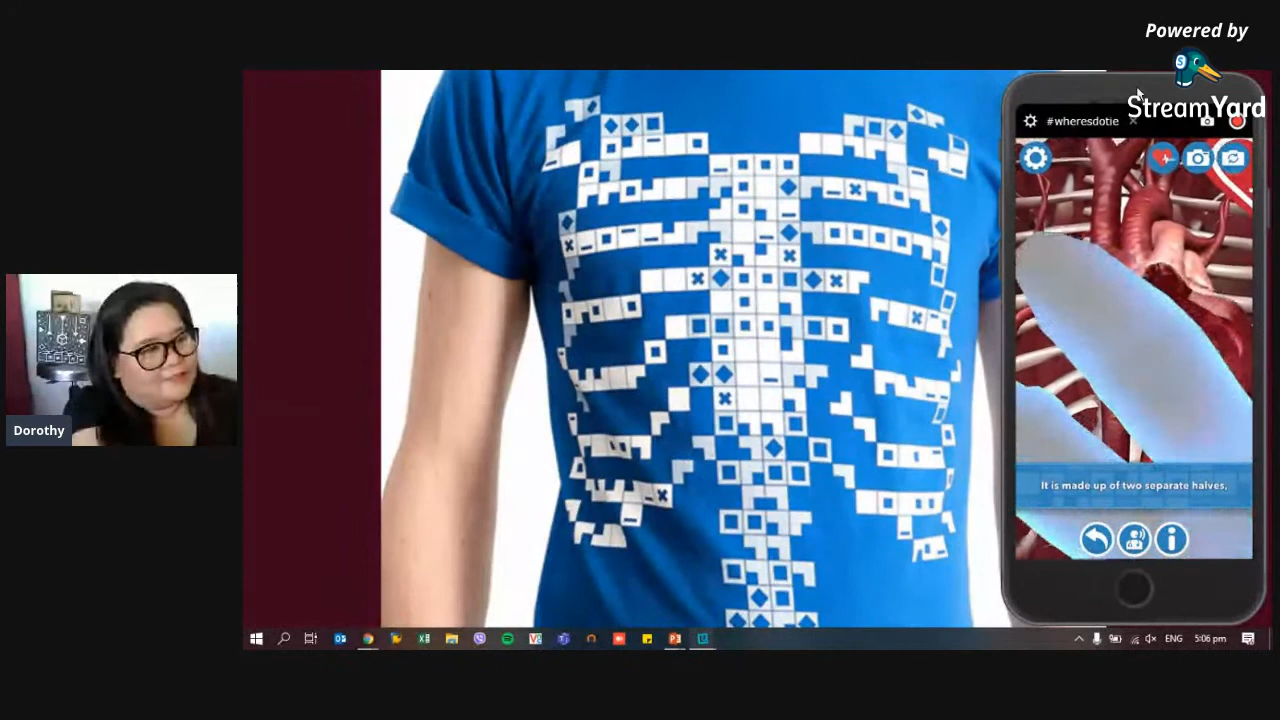 Powered by
StreamYard
#wheresdotie
Dorothy
It is made up of two separate halves,
ENG
5:06 pm